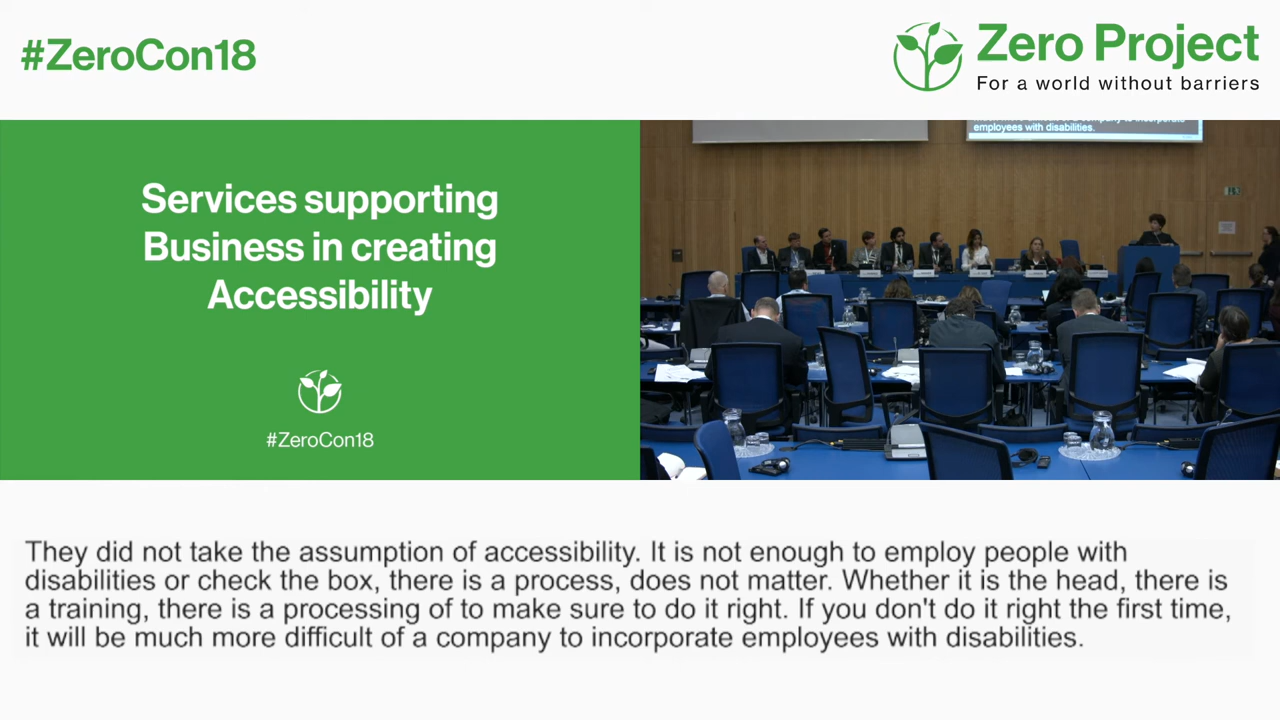 #ZeroCon18
Zero Project
For a world without barriers
Services supporting
Business in creating
Accessibility
#ZeroCon18
employees with disabilities.
They did not take the assumption of accessibility. It is not enough to employ people with
disabilities or check the box, there is a process, does not matter. Whether it is the head, there is
a training, there is a processing of to make sure to do it right. If you don't do it right the first time,
it will be much more difficult of a company to incorporate employees with disabilities.